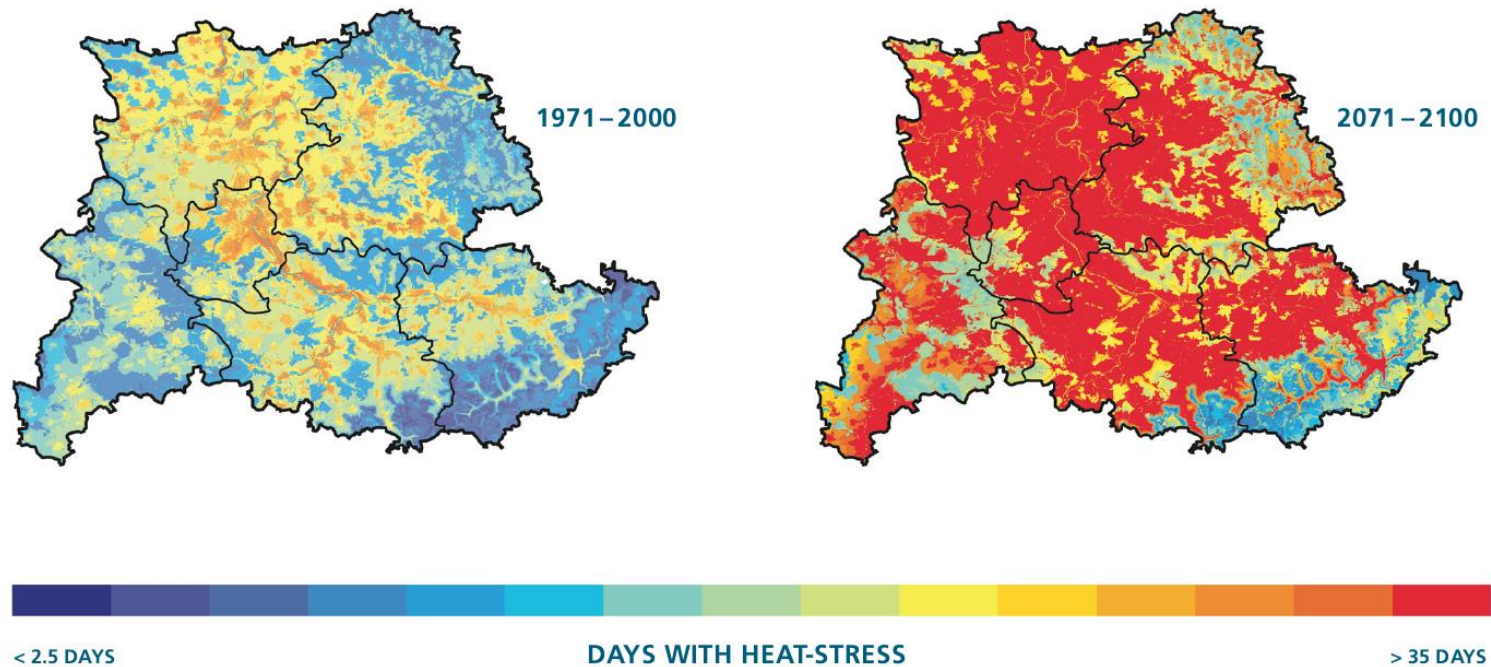 1971–2000
2071–2100
< 2.5 DAYS
DAYS WITH HEAT-STRESS
> 35 DAYS